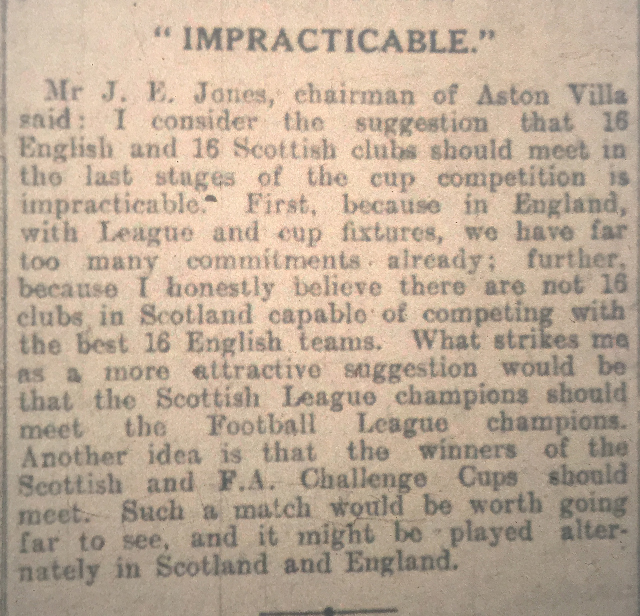 " IMPRACTICABLE."
Mr J. E. Jones, chairman of Aston Villa
said: I consider the suggestion that 16
English and 16 Scottish clubs should meet in
the last stages of the cup competition is
impracticable. First, because in England,
with League and cup fixtures, we have far
too many commitments already; further,
because I honestly believe there are not 16
clubs in Scotland capable of competing with
the best 16 English teams. What strikes me
as a more attractive suggestion would be
that the Scottish League champions should
meet the Football League champions.
Another idea is that the winners of the
Scottish and F.A. Challenge Cups should
meet. Such a match would be worth going
far to see, and it might be played alter-
nately in Scotland and England.